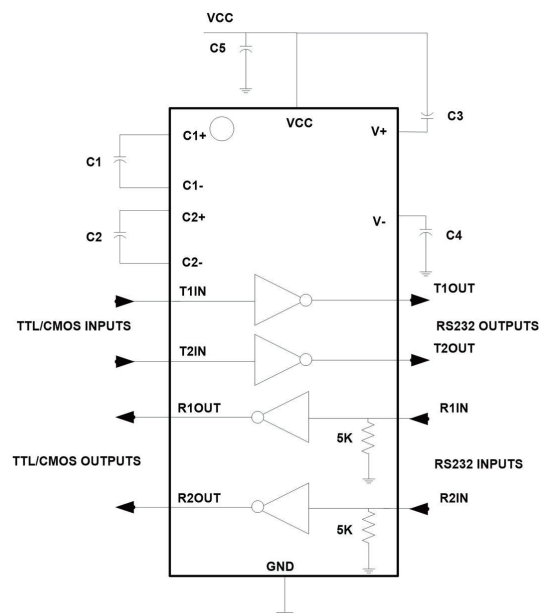 VCC
C5
VCC
C3
C1+
V+
C1
C1-
C2+
V-
C2
C4
C2-
T1IN
T1OUT
TTL/CMOS INPUTS
RS232 OUTPUTS
T2IN
T2OUT
R1OUT
R1IN
5K
TTL/CMOS OUTPUTS
RS232 INPUTS
R2OUT
R2IN
5K
GND